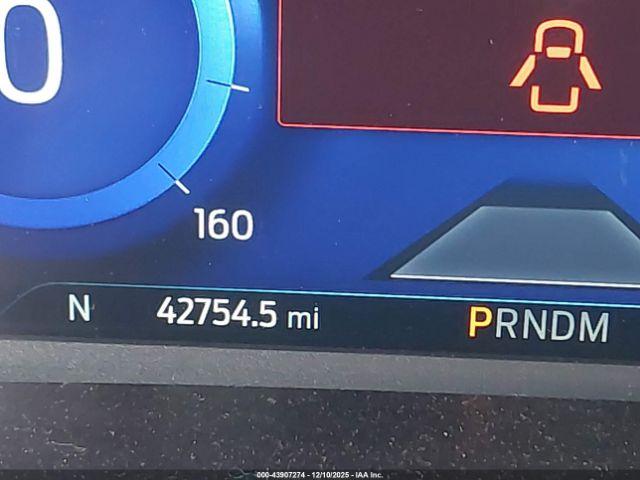 0
160
N 42754.5 mi PRNDM
000-43907274 - 12/10/2025 - IAA Inc.